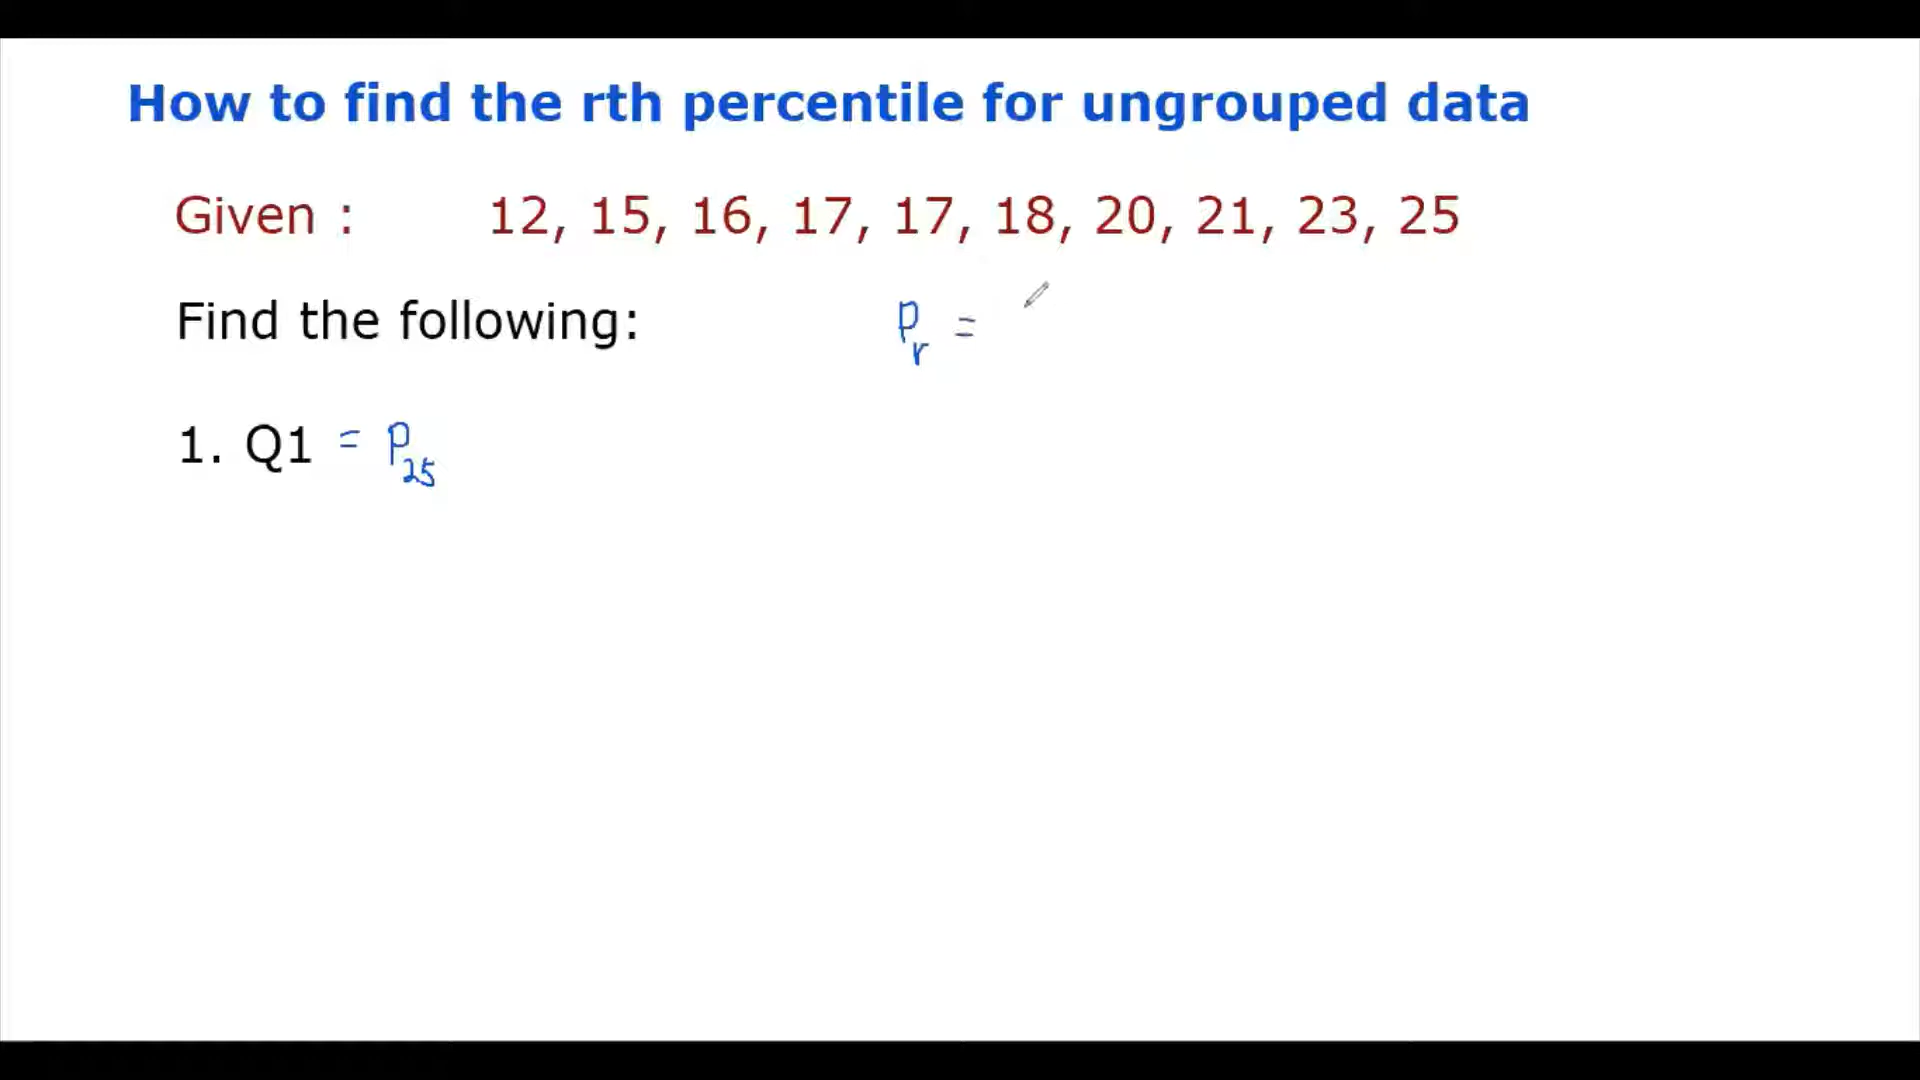 How to find the rth percentile for ungrouped data
Given : 12, 15, 16, 17, 17, 18, 20, 21, 23, 25
Find the following: Pr =
1. Q1 = P25